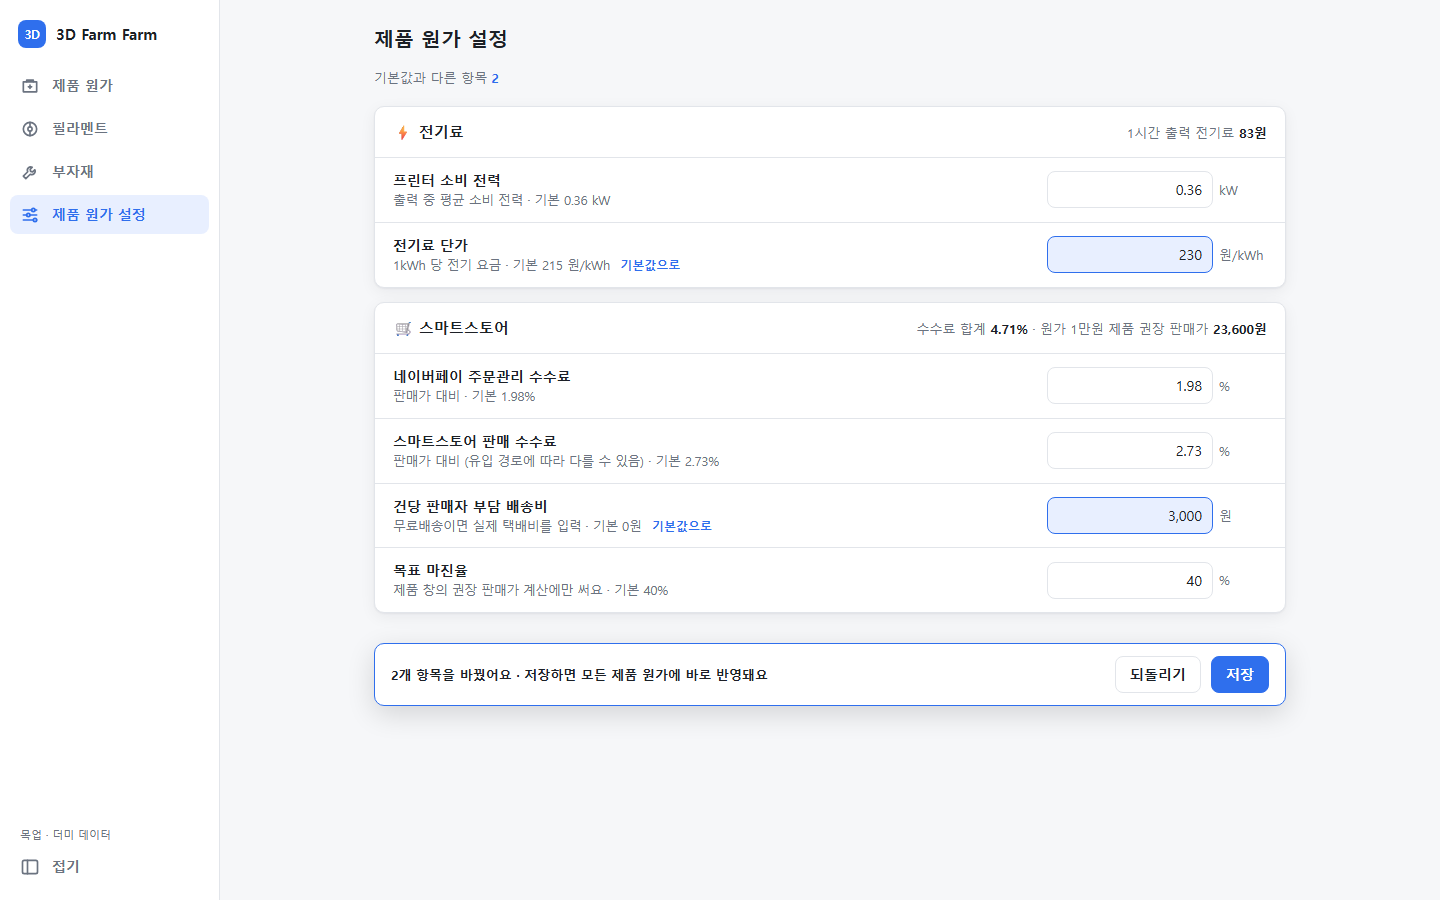 3D 3D Farm Farm
제품 원가
필라멘트
부자재
제품 원가 설정
목업 · 더미 데이터
접기
제품 원가 설정
기본값과 다른 항목 2
전기료
1시간 출력 전기료 83원
프린터 소비 전력
출력 중 평균 소비 전력 · 기본 0.36 kW
0.36 kW
전기료 단가
1kWh 당 전기 요금 · 기본 215 원/kWh 기본값으로
230 원/kWh
스마트스토어
수수료 합계 4.71% · 원가 1만원 제품 권장 판매가 23,600원
네이버페이 주문관리 수수료
판매가 대비 · 기본 1.98%
1.98 %
스마트스토어 판매 수수료
판매가 대비 (유입 경로에 따라 다를 수 있음) · 기본 2.73%
2.73 %
건당 판매자 부담 배송비
무료배송이면 실제 택배비를 입력 · 기본 0원 기본값으로
3,000 원
목표 마진율
제품 창의 권장 판매가 계산에만 써요 · 기본 40%
40 %
2개 항목을 바꿨어요 · 저장하면 모든 제품 원가에 바로 반영돼요
되돌리기
저장